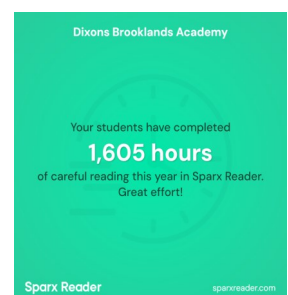 Dixons Brooklands Academy
Your students have completed
1,605 hours
of careful reading this year in Sparx Reader.
Great effort!
Sparx Reader
sparxreader.com